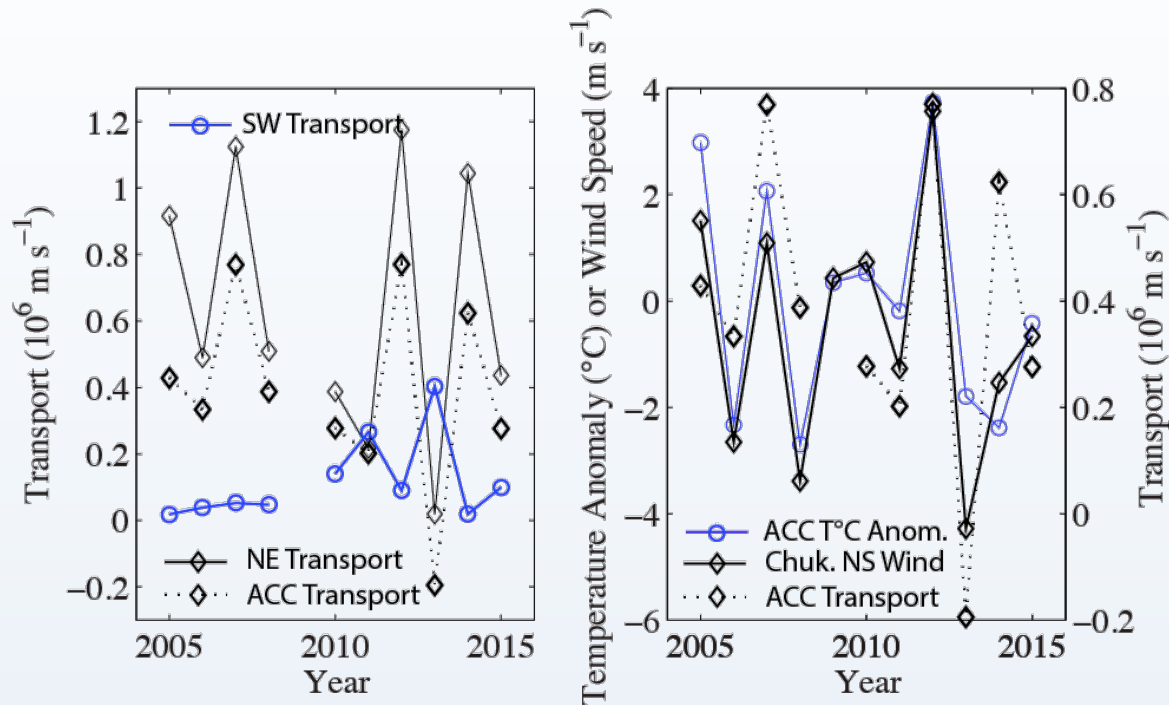 Transport (10⁶ m s⁻¹)
1.2
1
0.8
0.6
0.4
0.2
0
−0.2
SW Transport
NE Transport
ACC Transport
2005
2010
2015
Year
Temperature Anomaly (°C) or Wind Speed (m s⁻¹)
4
2
0
−2
−4
−6
ACC T°C Anom.
Chuk. NS Wind
ACC Transport
2005
2010
2015
Year
0.8
0.6
0.4
0.2
0
−0.2
Transport (10⁶ m s⁻¹)